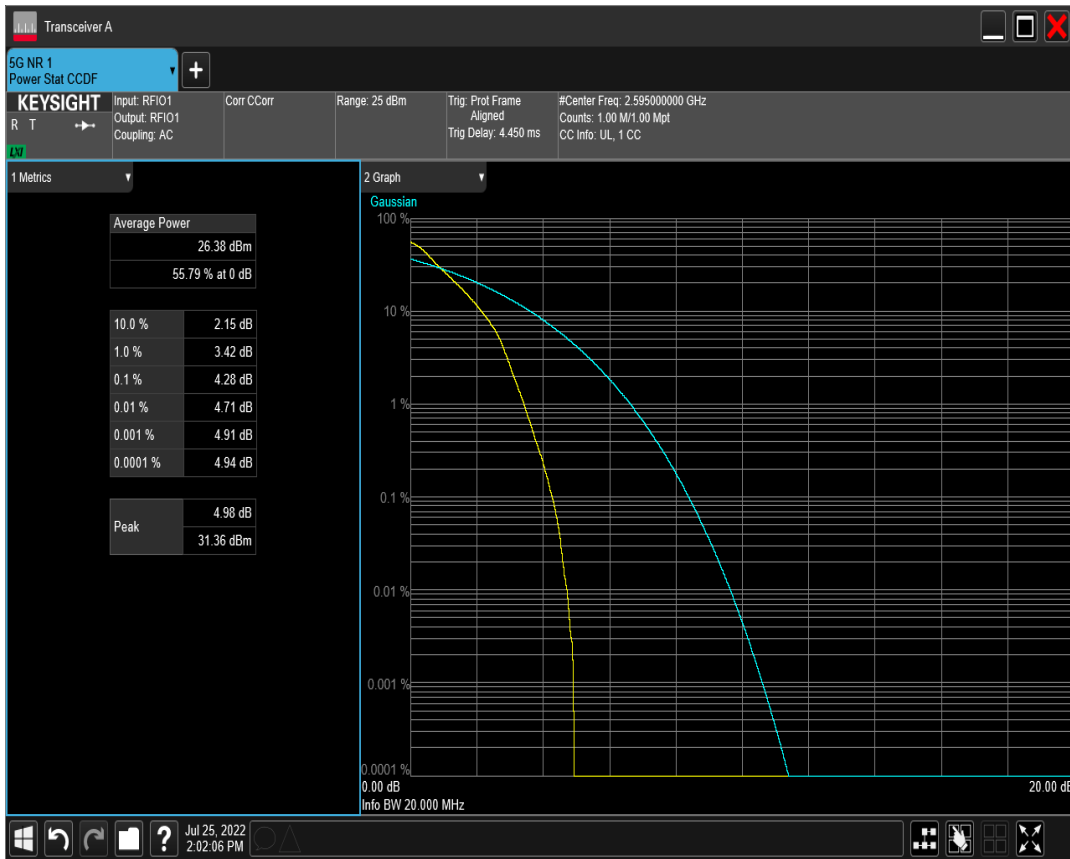 Transceiver A
5G NR 1
Power Stat CCDF
+
KEYSIGHT
R T
LXI
Input: RFIO1
Output: RFIO1
Coupling: AC
Corr CCorr
Range: 25 dBm
Trig: Prot Frame
Aligned
Trig Delay: 4.450 ms
#Center Freq: 2.595000000 GHz
Counts: 1.00 M/1.00 Mpt
CC Info: UL, 1 CC
1 Metrics
Average Power
26.38 dBm
55.79 % at 0 dB
10.0 % 2.15 dB
1.0 % 3.42 dB
0.1 % 4.28 dB
0.01 % 4.71 dB
0.001 % 4.91 dB
0.0001 % 4.94 dB
Peak
4.98 dB
31.36 dBm
2 Graph
Gaussian
100 %
10 %
1 %
0.1 %
0.01 %
0.001 %
0.0001 %
0.00 dB 20.00 dB
Info BW 20.000 MHz
?
Jul 25, 2022
2:02:06 PM